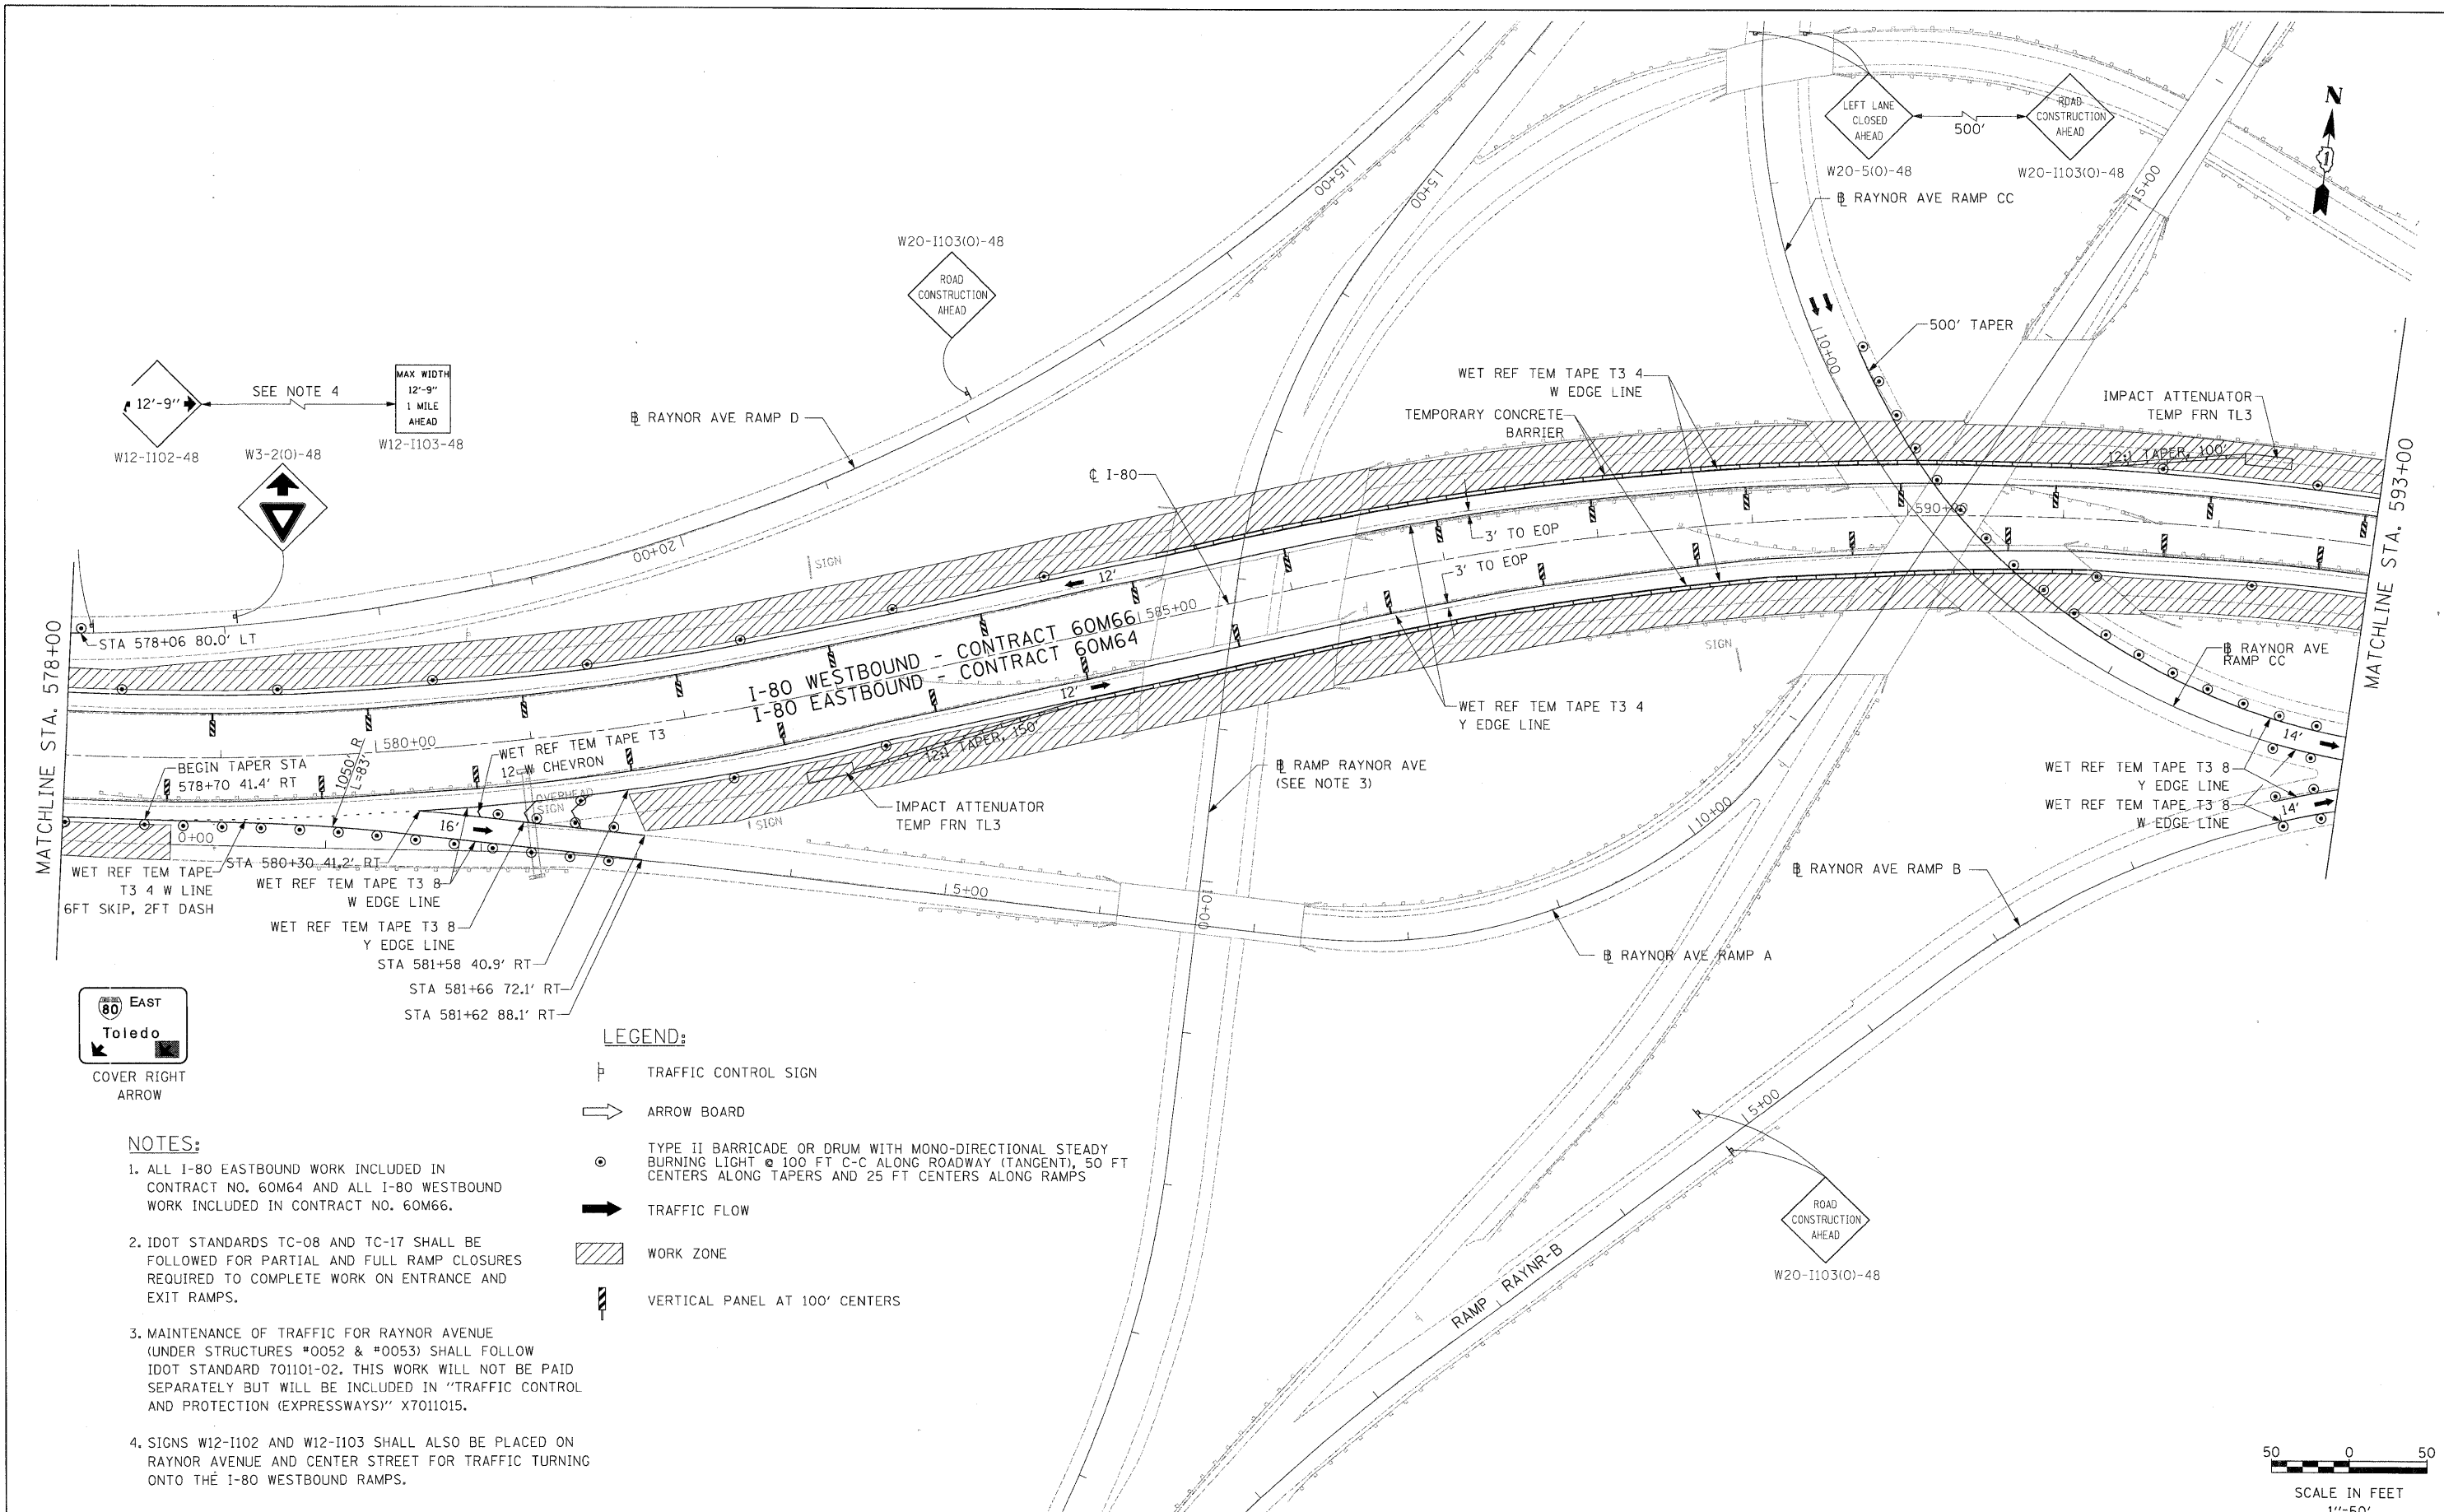 LEFT LANE
CLOSED
AHEAD
W20-5(O)-48
500'
ROAD
CONSTRUCTION
AHEAD
W20-I103(O)-48
N
1
RAYNOR AVE RAMP CC
15+00
15+00
5+00
W20-I103(O)-48
ROAD
CONSTRUCTION
AHEAD
500' TAPER
10+00
12'-9"
W12-I102-48
SEE NOTE 4
MAX WIDTH
12'-9"
1 MILE
AHEAD
W12-I103-48
W3-2(O)-48
RAYNOR AVE RAMP D
WET REF TEM TAPE T3 4
W EDGE LINE
TEMPORARY CONCRETE
BARRIER
IMPACT ATTENUATOR
TEMP FRN TL3
12:1 TAPER, 100'
℄ I-80
20+00
SIGN
590+00
3' TO EOP
3' TO EOP
12'
585+00
MATCHLINE STA. 578+00
MATCHLINE STA. 593+00
STA 578+06 80.0' LT
I-80 WESTBOUND - CONTRACT 60M66
I-80 EASTBOUND - CONTRACT 60M64
12'
SIGN
RAYNOR AVE
RAMP CC
WET REF TEM TAPE T3 4
Y EDGE LINE
580+00
1050' R
L=83'
WET REF TEM TAPE T3
12 W CHEVRON
12:1 TAPER, 150'
BEGIN TAPER STA
578+70 41.4' RT
OVERHEAD
SIGN
SIGN
IMPACT ATTENUATOR
TEMP FRN TL3
RAMP RAYNOR AVE
(SEE NOTE 3)
14'
WET REF TEM TAPE T3 8
Y EDGE LINE
WET REF TEM TAPE T3 8
W EDGE LINE
14'
16'
0+00
STA 580+30 41.2' RT
WET REF TEM TAPE
T3 4 W LINE
6FT SKIP, 2FT DASH
WET REF TEM TAPE T3 8
W EDGE LINE
WET REF TEM TAPE T3 8
Y EDGE LINE
STA 581+58 40.9' RT
STA 581+66 72.1' RT
STA 581+62 88.1' RT
5+00
10+00
10+00
RAYNOR AVE RAMP B
RAYNOR AVE RAMP A
80 EAST
Toledo
COVER RIGHT
ARROW
LEGEND:
TRAFFIC CONTROL SIGN
ARROW BOARD
TYPE II BARRICADE OR DRUM WITH MONO-DIRECTIONAL STEADY
BURNING LIGHT @ 100 FT C-C ALONG ROADWAY (TANGENT), 50 FT
CENTERS ALONG TAPERS AND 25 FT CENTERS ALONG RAMPS
TRAFFIC FLOW
WORK ZONE
VERTICAL PANEL AT 100' CENTERS
NOTES:
1. ALL I-80 EASTBOUND WORK INCLUDED IN
CONTRACT NO. 60M64 AND ALL I-80 WESTBOUND
WORK INCLUDED IN CONTRACT NO. 60M66.
2. IDOT STANDARDS TC-08 AND TC-17 SHALL BE
FOLLOWED FOR PARTIAL AND FULL RAMP CLOSURES
REQUIRED TO COMPLETE WORK ON ENTRANCE AND
EXIT RAMPS.
3. MAINTENANCE OF TRAFFIC FOR RAYNOR AVENUE
(UNDER STRUCTURES #0052 & #0053) SHALL FOLLOW
IDOT STANDARD 701101-02. THIS WORK WILL NOT BE PAID
SEPARATELY BUT WILL BE INCLUDED IN "TRAFFIC CONTROL
AND PROTECTION (EXPRESSWAYS)" X7011015.
4. SIGNS W12-I102 AND W12-I103 SHALL ALSO BE PLACED ON
RAYNOR AVENUE AND CENTER STREET FOR TRAFFIC TURNING
ONTO THE I-80 WESTBOUND RAMPS.
5+00
RAMP RAYNR-B
ROAD
CONSTRUCTION
AHEAD
W20-I103(O)-48
50 0 50
SCALE IN FEET
1"=50'